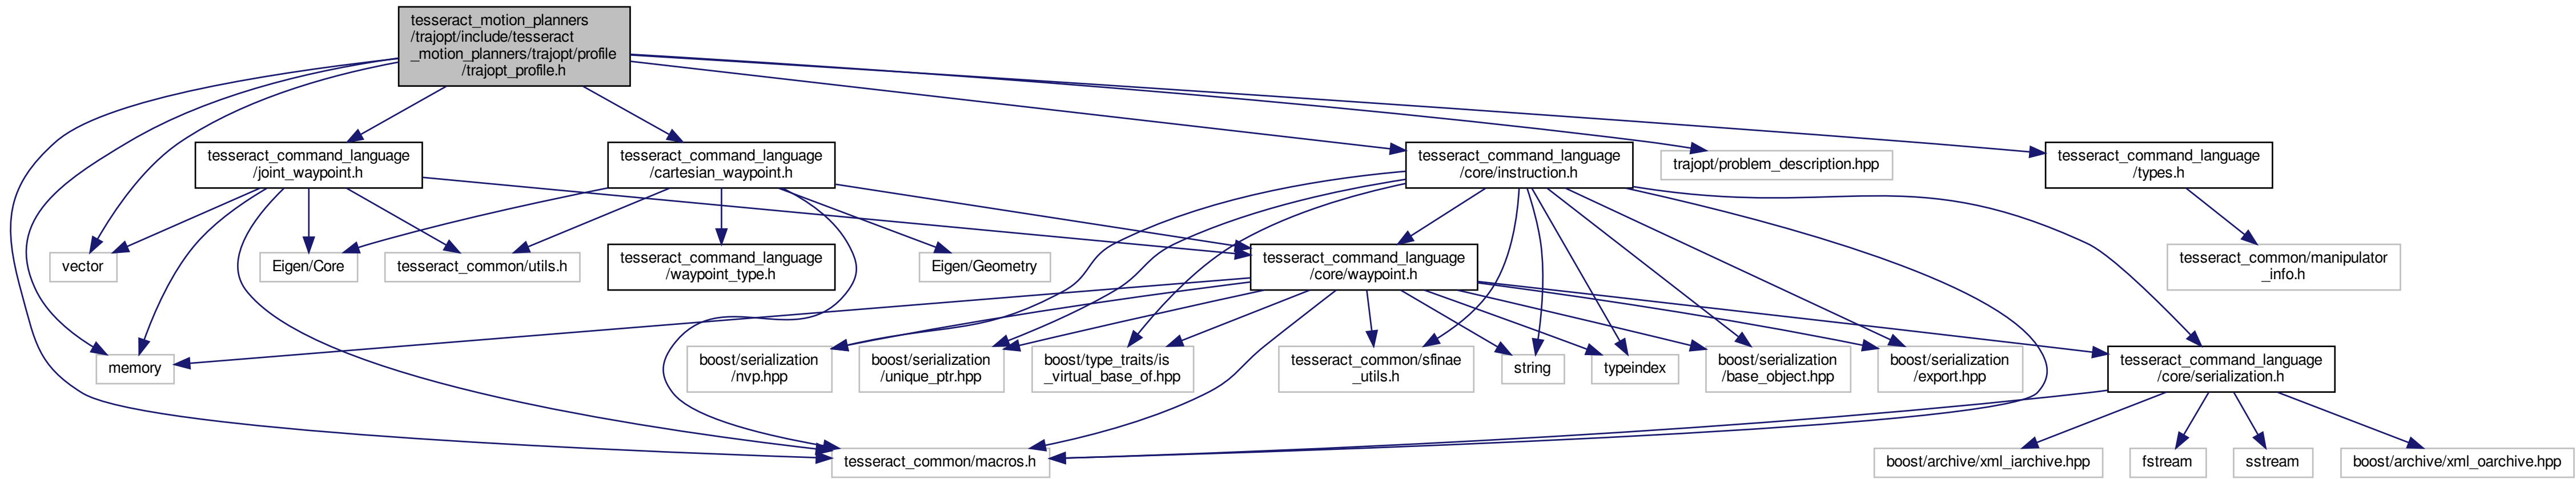 tesseract_motion_planners
/trajopt/include/tesseract
_motion_planners/trajopt/profile
/trajopt_profile.h
tesseract_command_language
/joint_waypoint.h
tesseract_command_language
/cartesian_waypoint.h
tesseract_command_language
/core/instruction.h
trajopt/problem_description.hpp
tesseract_command_language
/types.h
vector
Eigen/Core
tesseract_common/utils.h
tesseract_command_language
/waypoint_type.h
Eigen/Geometry
tesseract_command_language
/core/waypoint.h
tesseract_common/manipulator
_info.h
memory
boost/serialization
/nvp.hpp
boost/serialization
/unique_ptr.hpp
boost/type_traits/is
_virtual_base_of.hpp
tesseract_common/sfinae
_utils.h
string
typeindex
boost/serialization
/base_object.hpp
boost/serialization
/export.hpp
tesseract_command_language
/core/serialization.h
tesseract_common/macros.h
boost/archive/xml_iarchive.hpp
fstream
sstream
boost/archive/xml_oarchive.hpp